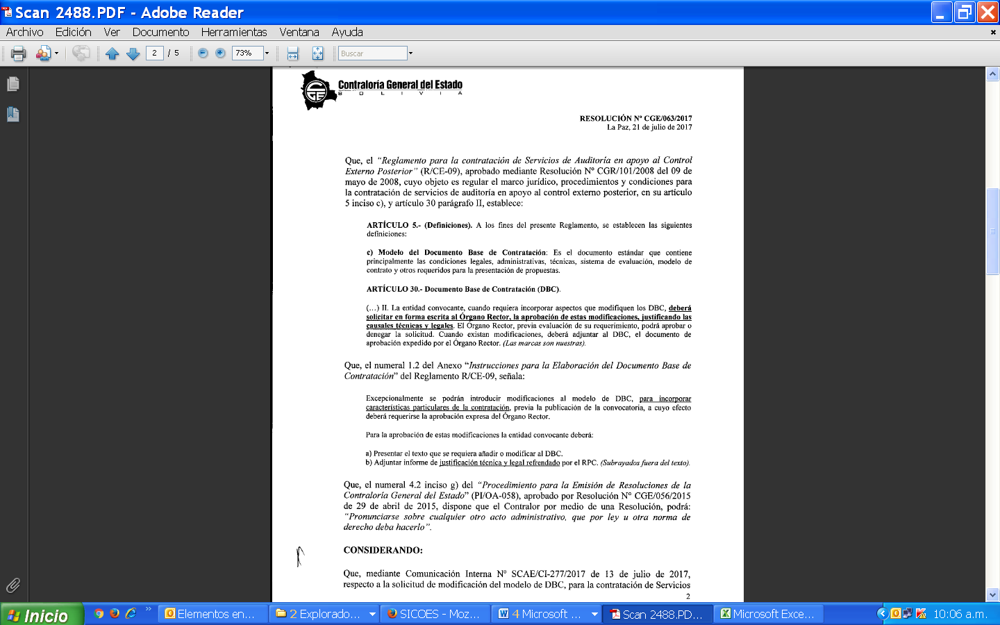 Scan 2488.PDF - Adobe Reader
Archivo Edición Ver Documento Herramientas Ventana Ayuda
2 / 5 73% Buscar
Contraloría General del Estado
B O L I V I A
RESOLUCIÓN Nº CGE/063/2017
La Paz, 21 de julio de 2017
Que, el “Reglamento para la contratación de Servicios de Auditoría en apoyo al Control
Externo Posterior” (R/CE-09), aprobado mediante Resolución Nº CGR/101/2008 del 09 de
mayo de 2008, cuyo objeto es regular el marco jurídico, procedimientos y condiciones para
la contratación de servicios de auditoría en apoyo al control externo posterior, en su artículo
5 inciso c), y artículo 30 parágrafo II, establece:
ARTÍCULO 5.- (Definiciones). A los fines del presente Reglamento, se establecen las siguientes
definiciones:
c) Modelo del Documento Base de Contratación: Es el documento estándar que contiene
principalmente las condiciones legales, administrativas, técnicas, sistema de evaluación, modelo de
contrato y otros requeridos para la presentación de propuestas.
ARTÍCULO 30.- Documento Base de Contratación (DBC).
(...) II. La entidad convocante, cuando requiera incorporar aspectos que modifiquen los DBC, deberá
solicitar en forma escrita al Órgano Rector, la aprobación de estas modificaciones, justificando las
causales técnicas y legales. El Órgano Rector, previa evaluación de su requerimiento, podrá aprobar o
denegar la solicitud. Cuando existan modificaciones, deberá adjuntar al DBC, el documento de
aprobación expedido por el Órgano Rector. (Las marcas son nuestras).
Que, el numeral 1.2 del Anexo “Instrucciones para la Elaboración del Documento Base de
Contratación” del Reglamento R/CE-09, señala:
Excepcionalmente se podrán introducir modificaciones al modelo de DBC, para incorporar
características particulares de la contratación, previa la publicación de la convocatoria, a cuyo efecto
deberá requerirse la aprobación expresa del Órgano Rector.
Para la aprobación de estas modificaciones la entidad convocante deberá:
a) Presentar el texto que se requiera añadir o modificar al DBC.
b) Adjuntar informe de justificación técnica y legal refrendado por el RPC. (Subrayados fuera del texto).
Que, el numeral 4.2 inciso g) del “Procedimiento para la Emisión de Resoluciones de la
Contraloría General del Estado” (PI/OA-058), aprobado por Resolución Nº CGE/056/2015
de 29 de abril de 2015, dispone que el Contralor por medio de una Resolución, podrá:
“Pronunciarse sobre cualquier otro acto administrativo, que por ley u otra norma de
derecho deba hacerlo”.
CONSIDERANDO:
Que, mediante Comunicación Interna Nº SCAE/CI-277/2017 de 13 de julio de 2017,
respecto a la solicitud de modificación del modelo de DBC, para la contratación de Servicios
2
Inicio Elementos en... 2 Explorado... SICOES - Moz... 4 Microsoft ... Scan 2488.PD... Microsoft Exce... 10:06 a.m.